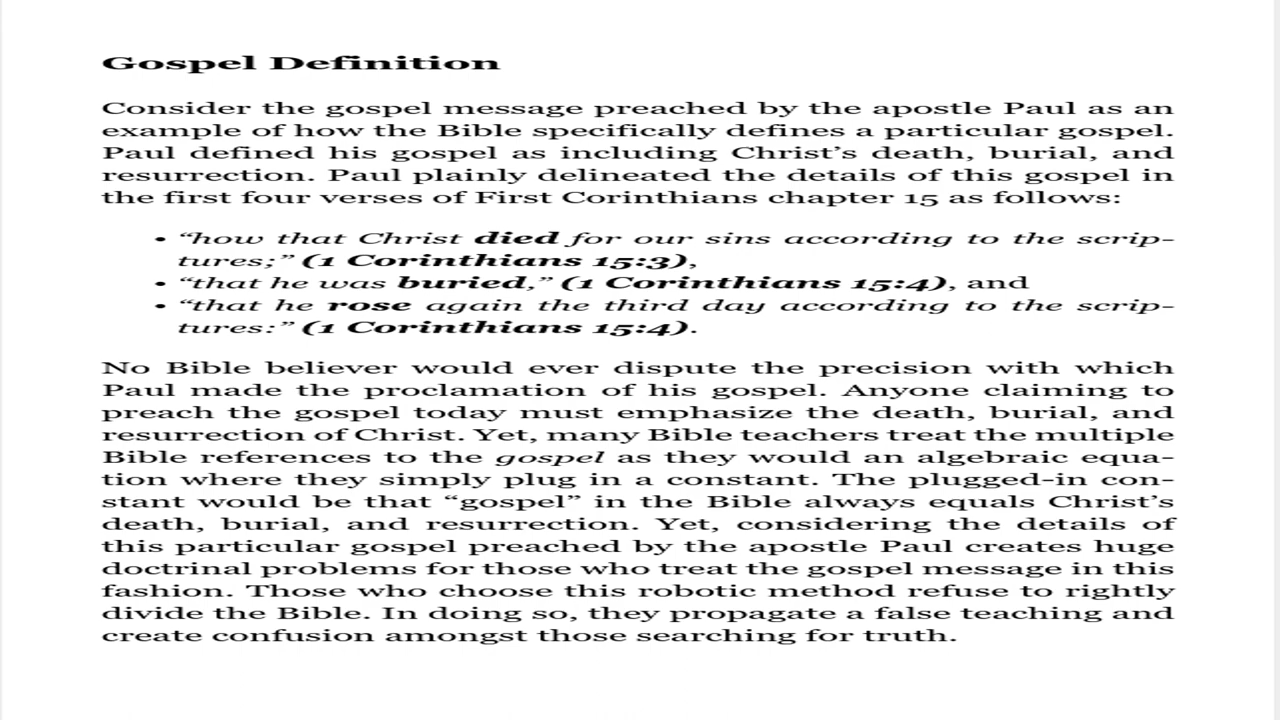 Gospel Definition
Consider the gospel message preached by the apostle Paul as an
example of how the Bible specifically defines a particular gospel.
Paul defined his gospel as including Christ’s death, burial, and
resurrection. Paul plainly delineated the details of this gospel in
the first four verses of First Corinthians chapter 15 as follows:
• “how that Christ died for our sins according to the scrip-
tures;” (1 Corinthians 15:3),
• “that he was buried,” (1 Corinthians 15:4), and
• “that he rose again the third day according to the scrip-
tures:” (1 Corinthians 15:4).
No Bible believer would ever dispute the precision with which
Paul made the proclamation of his gospel. Anyone claiming to
preach the gospel today must emphasize the death, burial, and
resurrection of Christ. Yet, many Bible teachers treat the multiple
Bible references to the gospel as they would an algebraic equa-
tion where they simply plug in a constant. The plugged-in con-
stant would be that “gospel” in the Bible always equals Christ’s
death, burial, and resurrection. Yet, considering the details of
this particular gospel preached by the apostle Paul creates huge
doctrinal problems for those who treat the gospel message in this
fashion. Those who choose this robotic method refuse to rightly
divide the Bible. In doing so, they propagate a false teaching and
create confusion amongst those searching for truth.